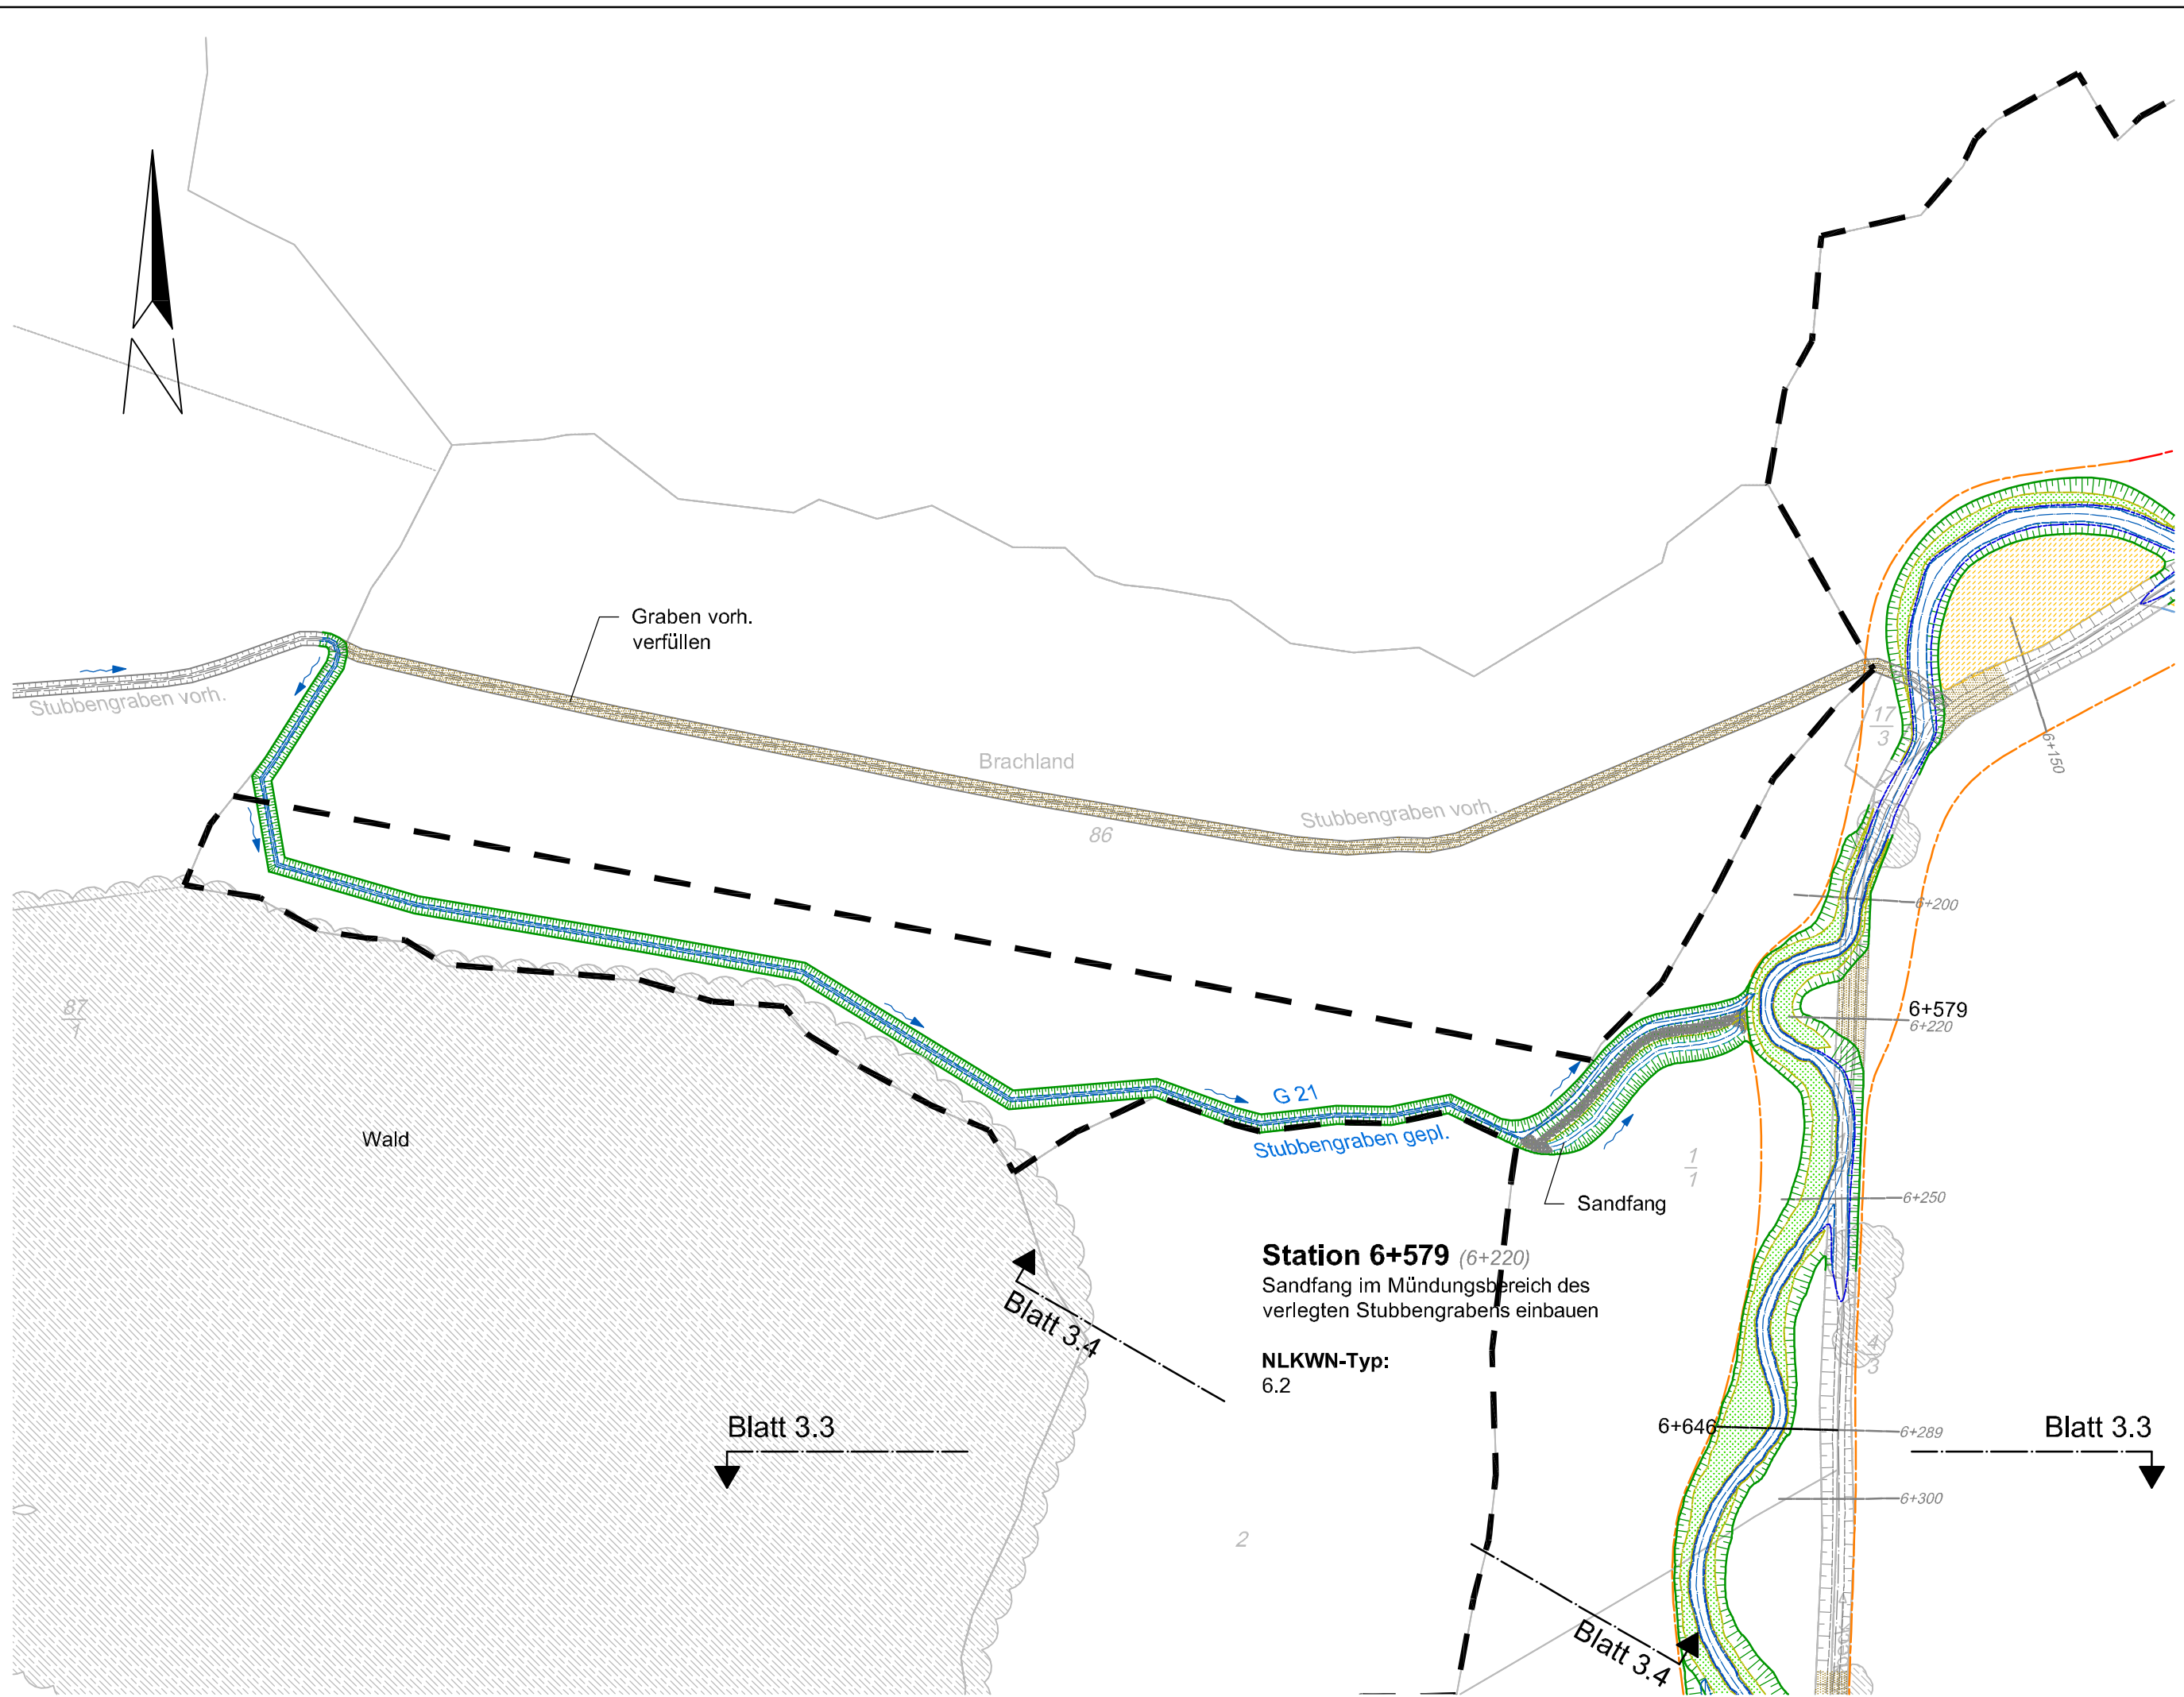 Graben vorh.
verfüllen
Stubbengraben vorh.
Brachland
Stubbengraben vorh.
86
17
3
6+150
6+200
6+579
6+220
87
1
Wald
G 21
Stubbengraben gepl.
1
1
6+250
Sandfang
Station 6+579 (6+220)
Sandfang im Mündungsbereich des
verlegten Stubbengrabens einbauen
NLKWN-Typ:
6.2
Blatt 3.4
4
3
Blatt 3.3
6+646
6+289
Blatt 3.3
6+300
2
Blatt 3.4